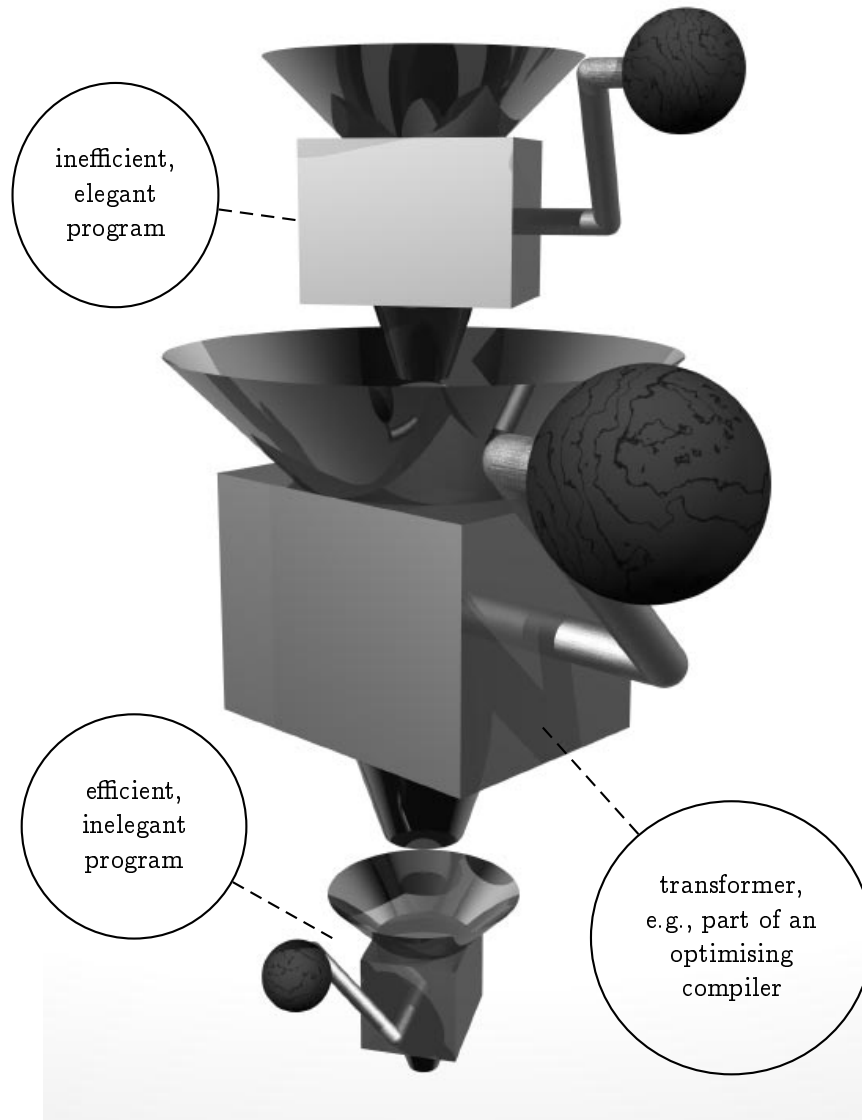 inefficient,
elegant
program
efficient,
inelegant
program
transformer,
e.g., part of an
optimising
compiler